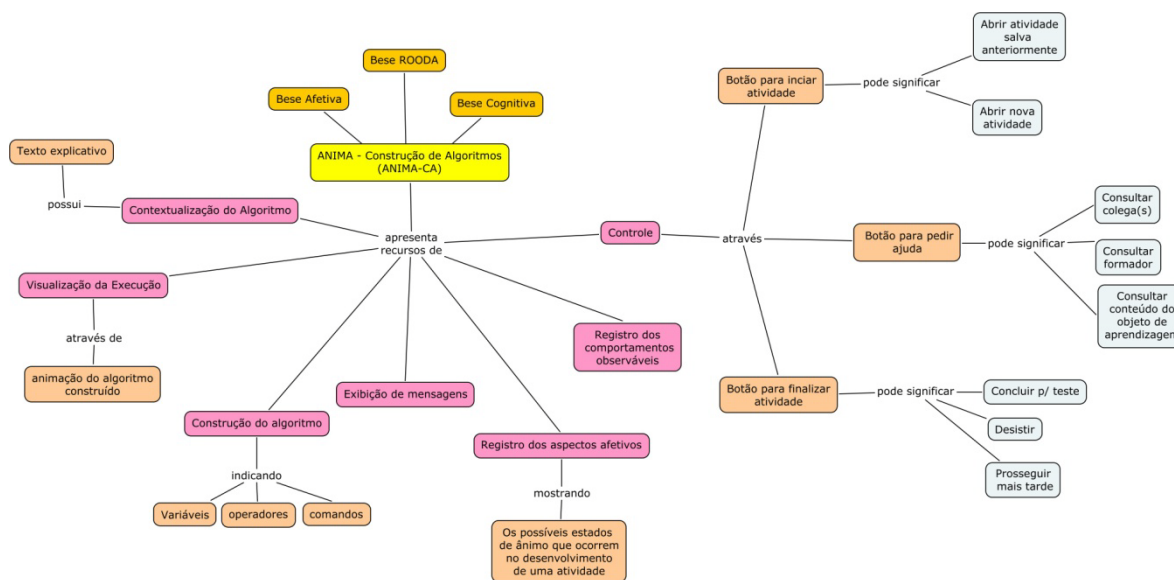 Bese ROODA
Bese Afetiva
Bese Cognitiva
ANIMA - Construção de Algoritmos
(ANIMA-CA)
Texto explicativo
possui
Contextualização do Algoritmo
apresenta
recursos de
Visualização da Execução
através de
animação do algoritmo
construído
Construção do algoritmo
indicando
Variáveis
operadores
comandos
Exibição de mensagens
Registro dos aspectos afetivos
mostrando
Os possíveis estados
de ânimo que ocorrem
no desenvolvimento
de uma atividade
Registro dos
comportamentos
observáveis
Controle
através
Botão para inciar
atividade
pode significar
Abrir atividade
salva
anteriormente
Abrir nova
atividade
Botão para pedir
ajuda
pode significar
Consultar
colega(s)
Consultar
formador
Consultar
conteúdo do
objeto de
aprendizagem
Botão para finalizar
atividade
pode significar
Concluir p/ teste
Desistir
Prosseguir
mais tarde